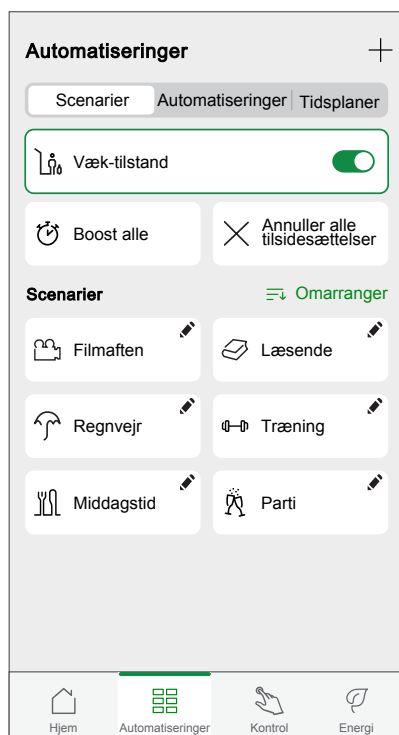 Automatiseringer
Scenarier Automatiseringer Tidsplaner
Væk-tilstand
Boost alle
Annuller alle
tilsidesættelser
Scenarier Omarranger
Filmaften Læsende
Regnvejr Træning
Middagstid Parti
Hjem Automatiseringer Kontrol Energi